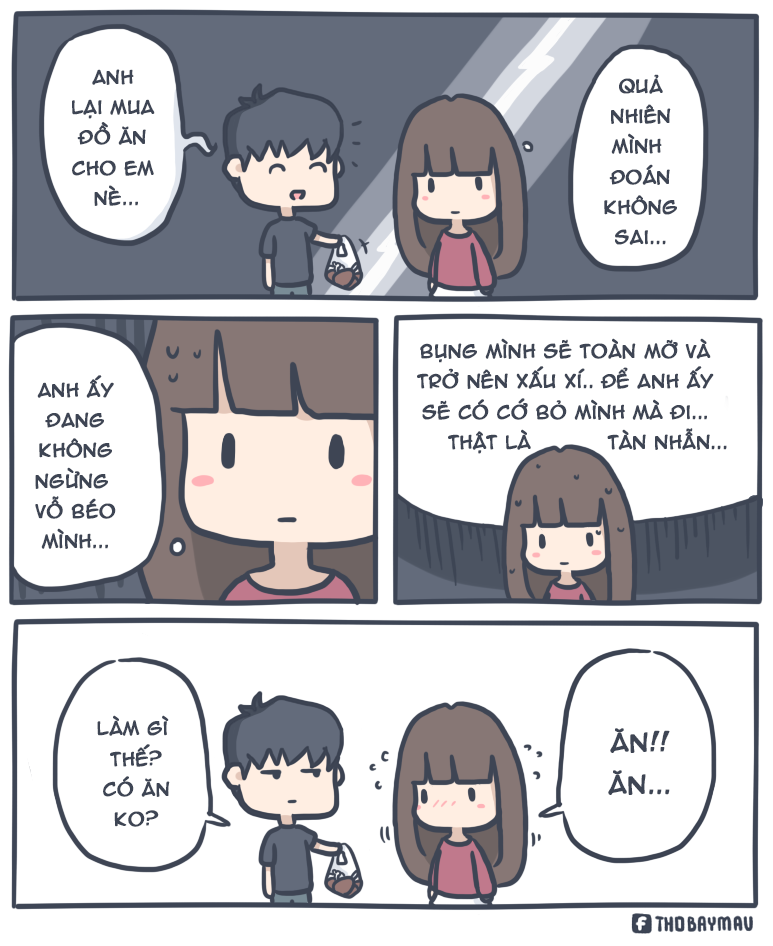 ANH
LẠI MUA
ĐỒ ĂN
CHO EM
NÈ...
QUẢ
NHIÊN
MÌNH
ĐOÁN
KHÔNG
SAI...
ANH ẤY
ĐANG
KHÔNG
NGỪNG
VỖ BÉO
MÌNH...
BỤNG MÌNH SẼ TOÀN MỠ VÀ
TRỞ NÊN XẤU XÍ.. ĐỂ ANH ẤY
SẼ CÓ CỚ BỎ MÌNH MÀ ĐI...
THẬT LÀ TÀN NHẪN...
LÀM GÌ
THẾ?
CÓ ĂN
KO?
ĂN!!
ĂN...
f THOBAYMAU